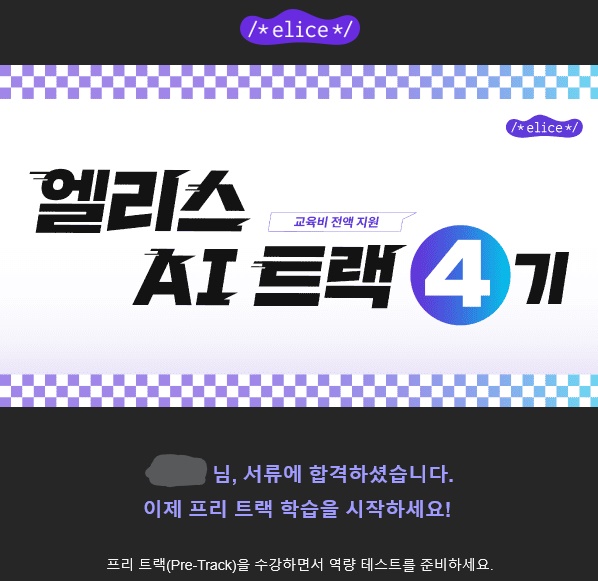 /*elice*/
/*elice*/
엘리스
교육비 전액 지원
AI 트랙 4기
님, 서류에 합격하셨습니다.
이제 프리 트랙 학습을 시작하세요!
프리 트랙(Pre-Track)을 수강하면서 역량 테스트를 준비하세요.